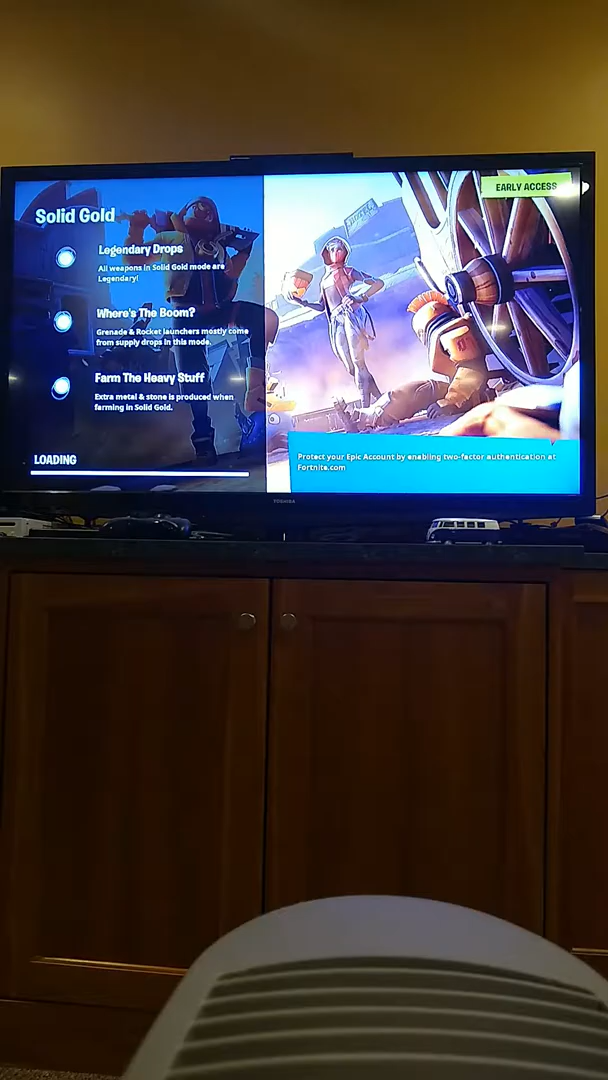 Solid Gold
Legendary Drops
All weapons in Solid Gold mode are
Legendary!
Where's The Boom?
Grenade & Rocket launchers mostly come
from supply drops in this mode.
Farm The Heavy Stuff
Extra metal & stone is produced when
farming in Solid Gold.
LOADING
EARLY ACCESS
Protect your Epic Account by enabling two-factor authentication at
Fortnite.com
TOSHIBA